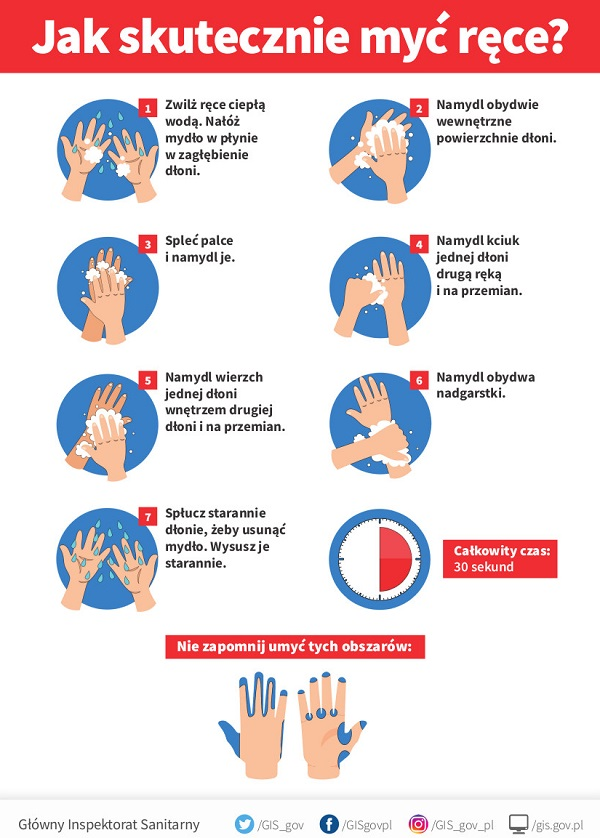 Jak skutecznie myć ręce?
1
Zwilż ręce ciepłą
wodą. Nałóż
mydło w płynie
w zagłębienie
dłoni.
2
Namydl obydwie
wewnętrzne
powierzchnie dłoni.
3
Spleć palce
i namydl je.
4
Namydl kciuk
jednej dłoni
drugą ręką
i na przemian.
5
Namydl wierzch
jednej dłoni
wnętrzem drugiej
dłoni i na przemian.
6
Namydl obydwa
nadgarstki.
7
Spłucz starannie
dłonie, żeby usunąć
mydło. Wysusz je
starannie.
Całkowity czas:
30 sekund
Nie zapomnij umyć tych obszarów:
Główny Inspektorat Sanitarny
/GIS_gov
/GISgovpl
/GIS_gov_pl
/gis.gov.pl